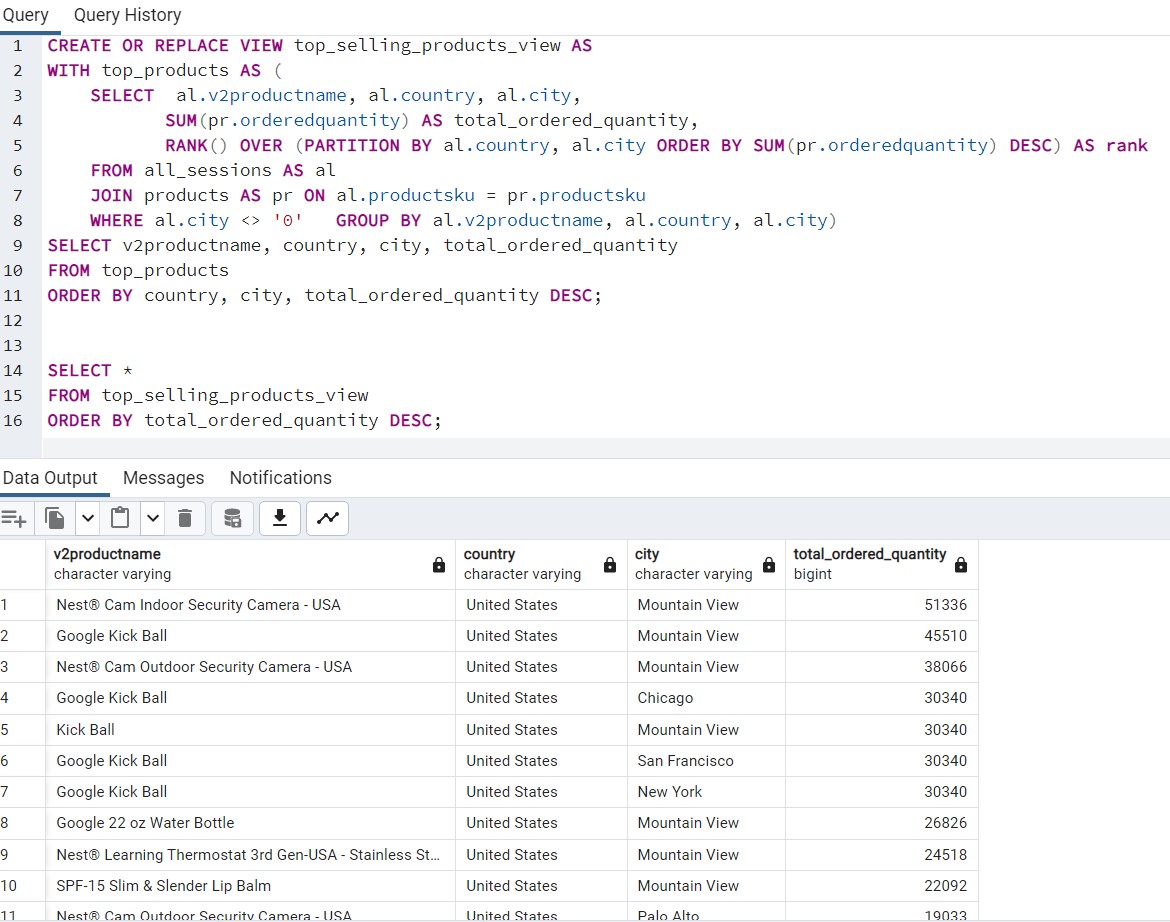 Query Query History
1 CREATE OR REPLACE VIEW top_selling_products_view AS
2 WITH top_products AS (
3 SELECT al.v2productname, al.country, al.city,
4 SUM(pr.orderedquantity) AS total_ordered_quantity,
5 RANK() OVER (PARTITION BY al.country, al.city ORDER BY SUM(pr.orderedquantity) DESC) AS rank
6 FROM all_sessions AS al
7 JOIN products AS pr ON al.productsku = pr.productsku
8 WHERE al.city <> '0' GROUP BY al.v2productname, al.country, al.city)
9 SELECT v2productname, country, city, total_ordered_quantity
10 FROM top_products
11 ORDER BY country, city, total_ordered_quantity DESC;
12
13
14 SELECT *
15 FROM top_selling_products_view
16 ORDER BY total_ordered_quantity DESC;
Data Output Messages Notifications
v2productname country city total_ordered_quantity
character varying character varying character varying bigint
1 Nest® Cam Indoor Security Camera - USA United States Mountain View 51336
2 Google Kick Ball United States Mountain View 45510
3 Nest® Cam Outdoor Security Camera - USA United States Mountain View 38066
4 Google Kick Ball United States Chicago 30340
5 Kick Ball United States Mountain View 30340
6 Google Kick Ball United States San Francisco 30340
7 Google Kick Ball United States New York 30340
8 Google 22 oz Water Bottle United States Mountain View 26826
9 Nest® Learning Thermostat 3rd Gen-USA - Stainless St... United States Mountain View 24518
10 SPF-15 Slim & Slender Lip Balm United States Mountain View 22092
11 Nest® Cam Outdoor Security Camera - USA United States Palo Alto 19033